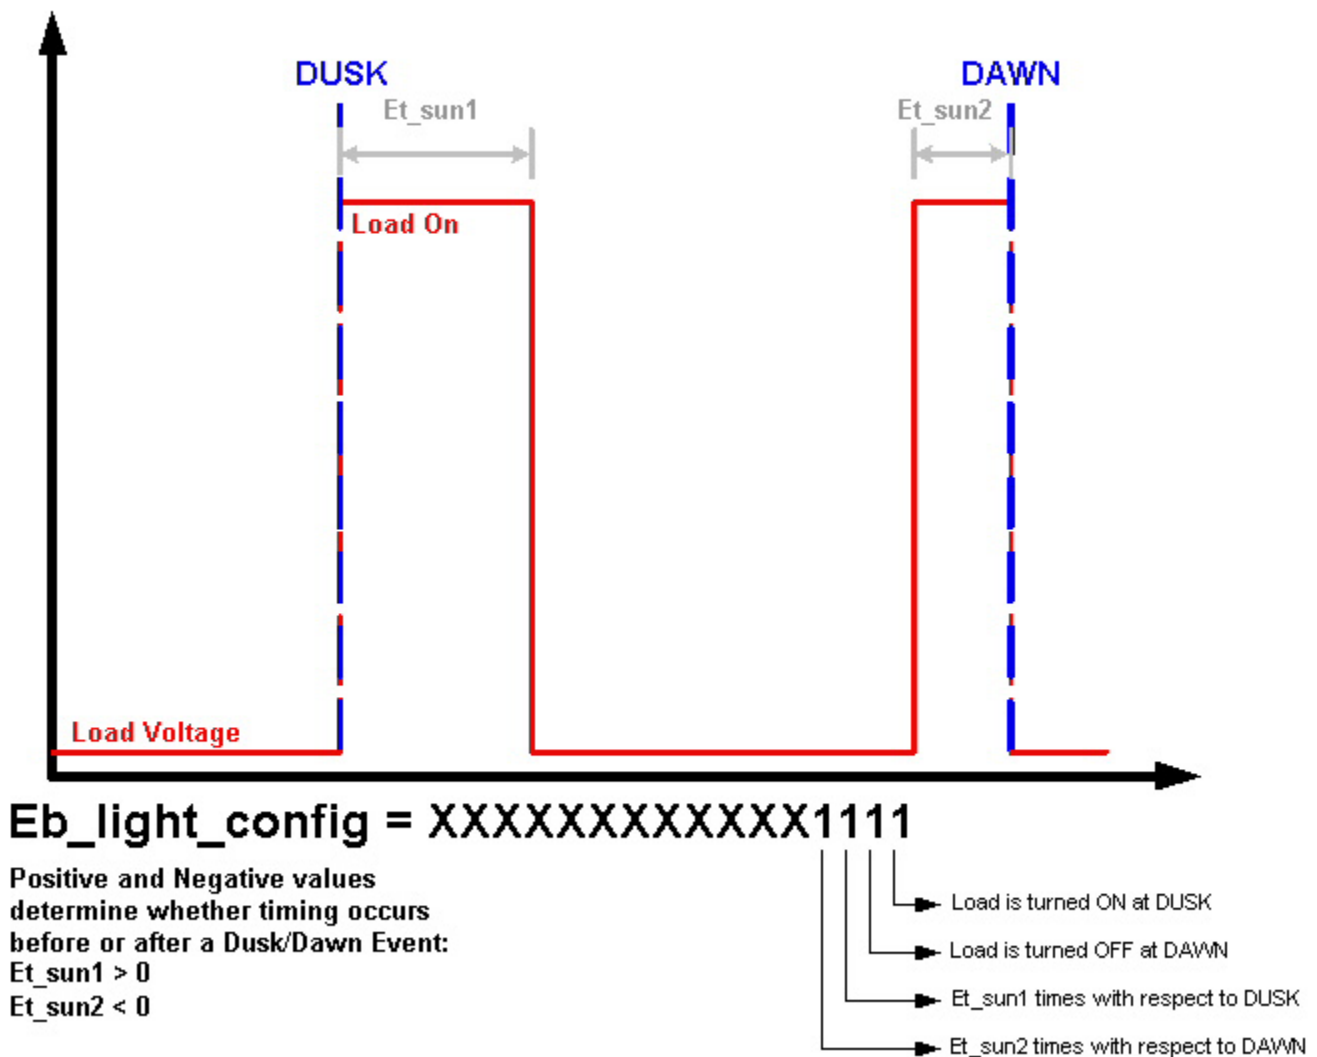 DUSK
DAWN
Et_sun1
Et_sun2
Load On
Load Voltage
Eb_light_config = XXXXXXXXXXXX1111
Positive and Negative values
determine whether timing occurs
before or after a Dusk/Dawn Event:
Et_sun1 > 0
Et_sun2 < 0
Load is turned ON at DUSK
Load is turned OFF at DAWN
Et_sun1 times with respect to DUSK
Et_sun2 times with respect to DAWN